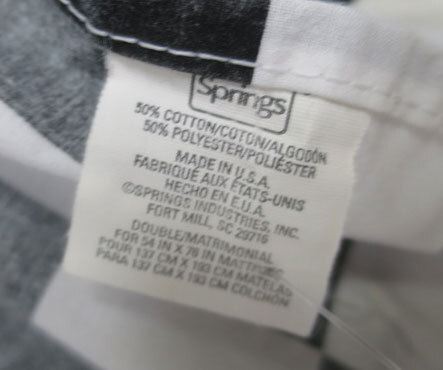 Springs
50% COTTON/COTON/ALGODÓN
50% POLYESTER/POLIÉSTER
MADE IN U.S.A.
FABRIQUÉ AUX ÉTATS-UNIS
HECHO EN E.U.A.
©SPRINGS INDUSTRIES, INC.
FORT MILL, SC 29716
DOUBLE/MATRIMONIAL
FOR 54 IN X 76 IN MATTRESS
POUR 137 CM X 193 CM MATELAS
PARA 137 CM X 193 CM COLCHÓN